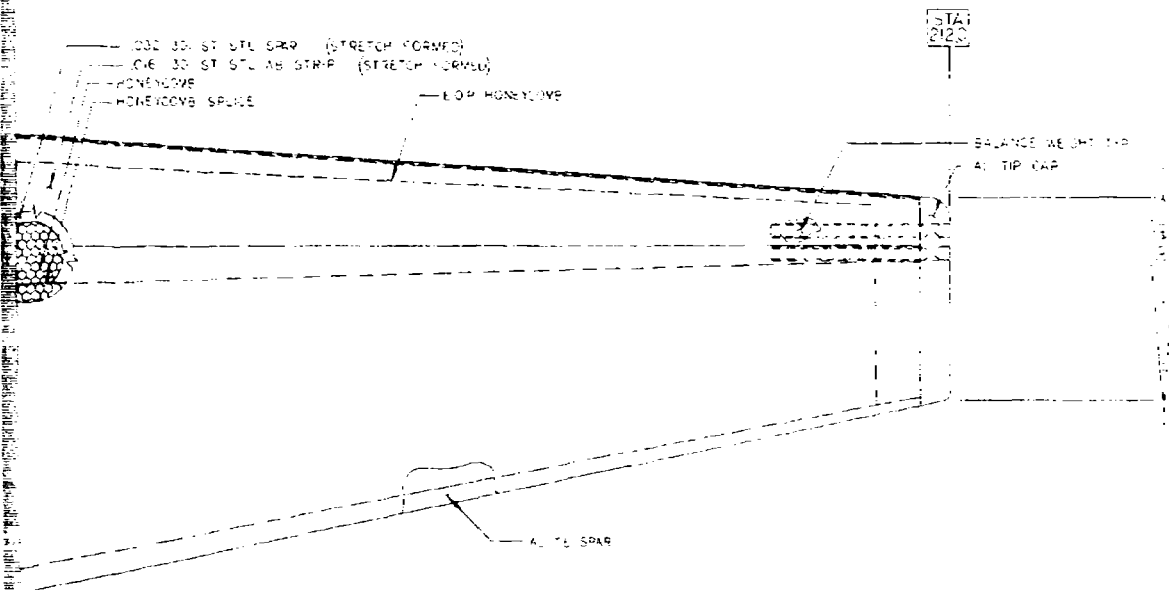 STA
212.0
.032 301 ST STL SPAR (STRETCH FORMED)
.016 301 ST STL AB STRIP (STRETCH FORMED)
HONEYCOMB
HONEYCOMB SPLICE
E O P HONEYCOMB
BALANCE WEIGHT TYP
AL TIP CAP
AL TE SPAR